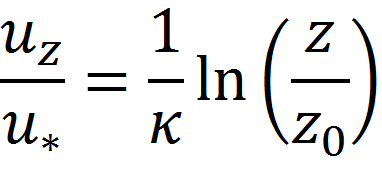 u_z / u_* = 1 / κ ln ( z / z_0 )